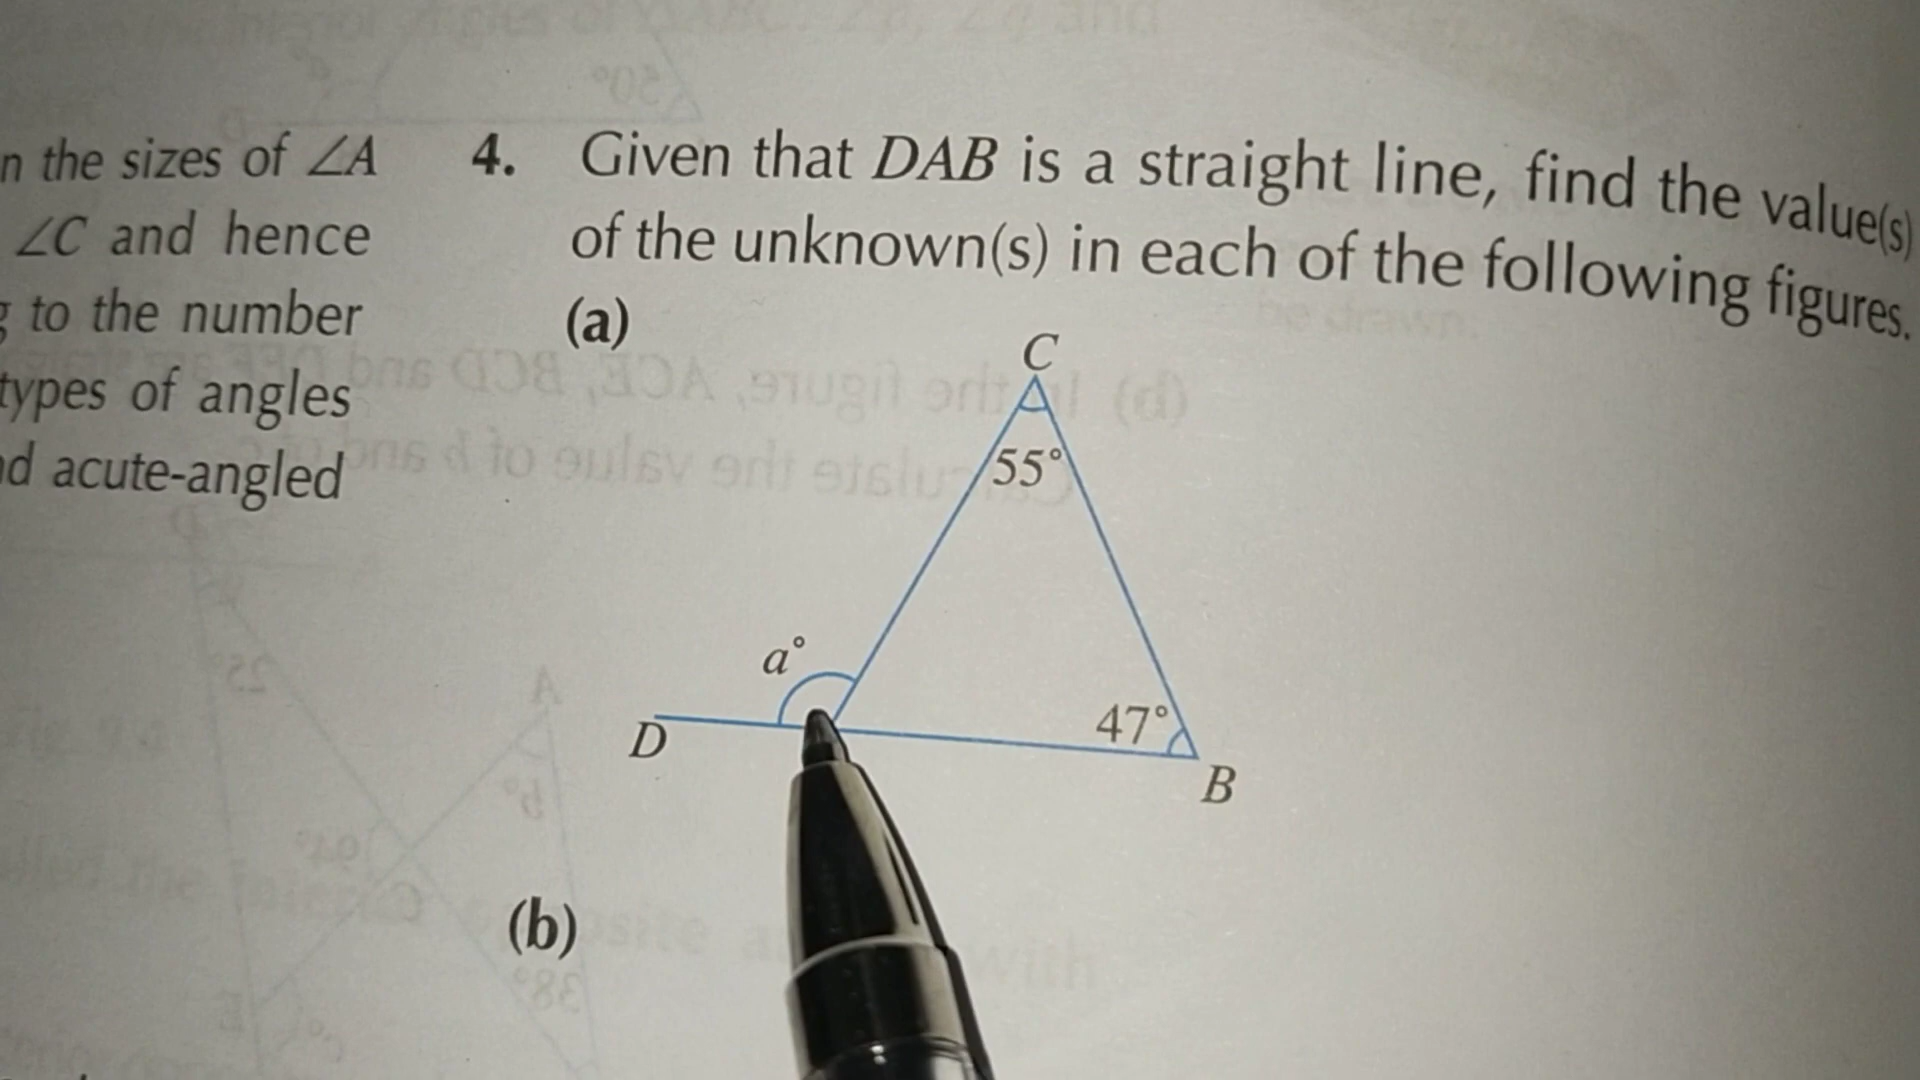 n the sizes of ∠A
∠C and hence
g to the number
types of angles
nd acute-angled
4. Given that DAB is a straight line, find the value(s)
of the unknown(s) in each of the following figures.
(a)
C
55°
a°
D
47°
B
(b)